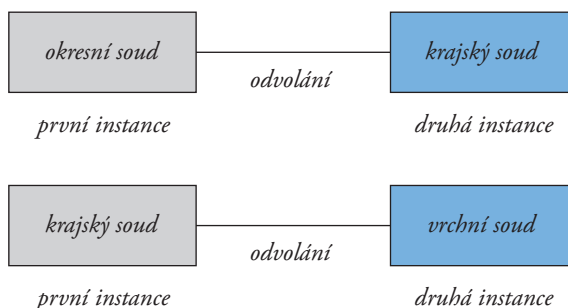 okresní soud krajský soud
odvolání
první instance druhá instance
krajský soud vrchní soud
odvolání
první instance druhá instance